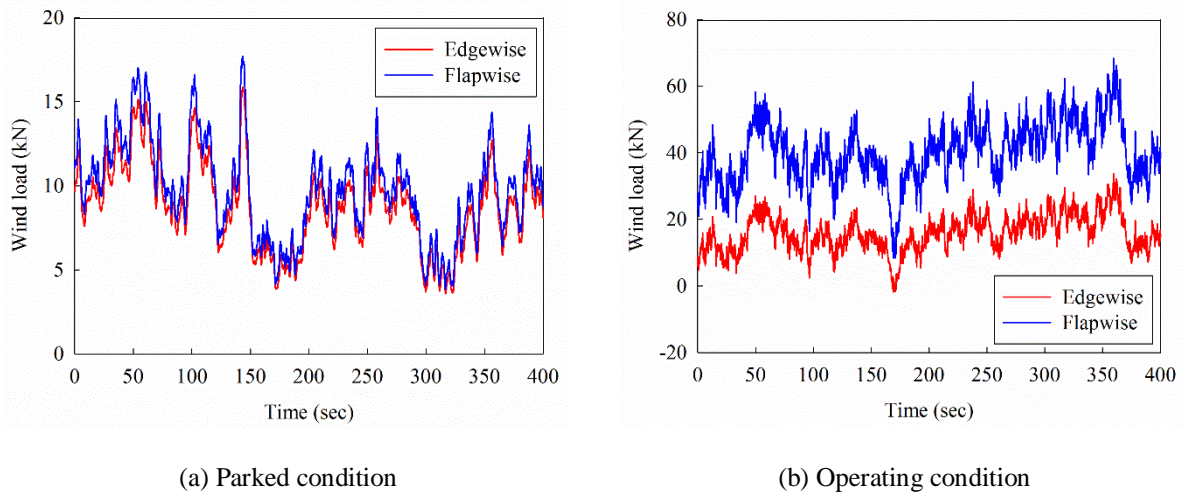 20
15
10
5
0
Wind load (kN)
Edgewise
Flapwise
0 50 100 150 200 250 300 350 400
Time (sec)
(a) Parked condition
80
60
40
20
0
-20
Wind load (kN)
Edgewise
Flapwise
0 50 100 150 200 250 300 350 400
Time (sec)
(b) Operating condition